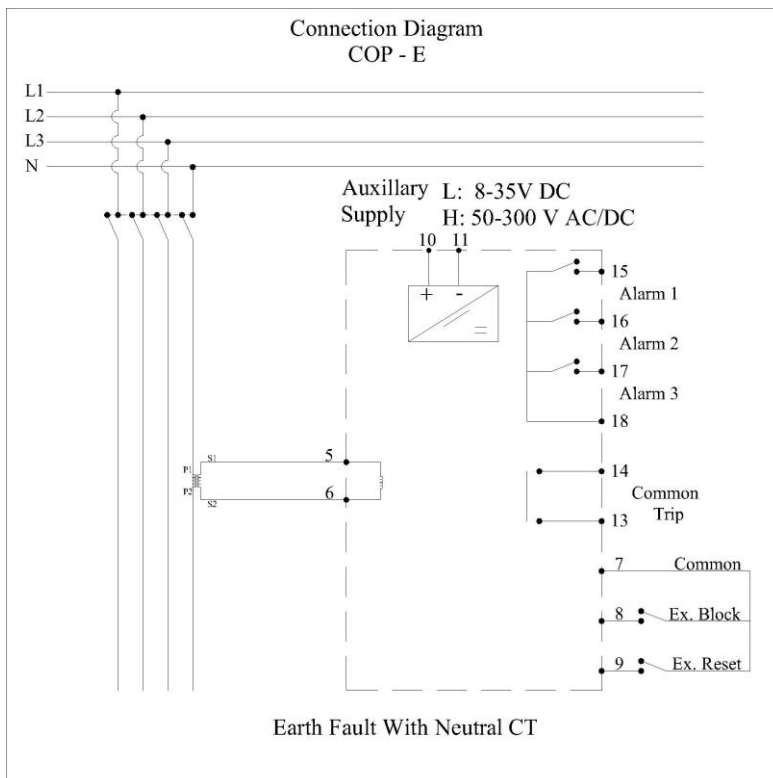 Connection Diagram
COP - E
L1
L2
L3
N
Auxillary L: 8-35V DC
Supply H: 50-300 V AC/DC
10 11
+ -
15
Alarm 1
16
Alarm 2
17
Alarm 3
18
P1 S1 5
P2 S2 6
14
Common
Trip
13
7 Common
8 Ex. Block
9 Ex. Reset
Earth Fault With Neutral CT